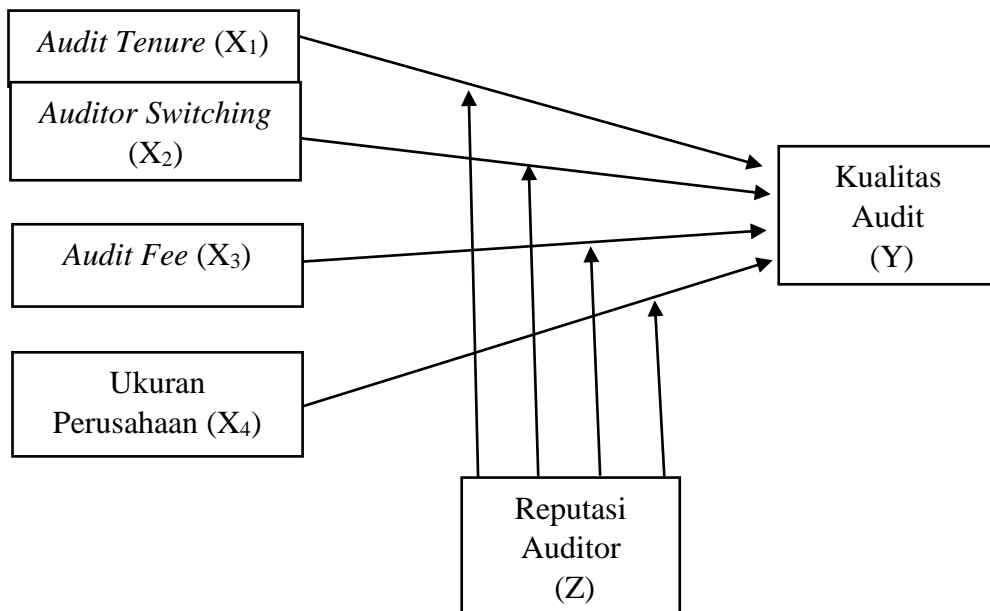 Audit Tenure (X₁)
Auditor Switching
(X₂)
Audit Fee (X₃)
Ukuran
Perusahaan (X₄)
Kualitas
Audit
(Y)
Reputasi
Auditor
(Z)